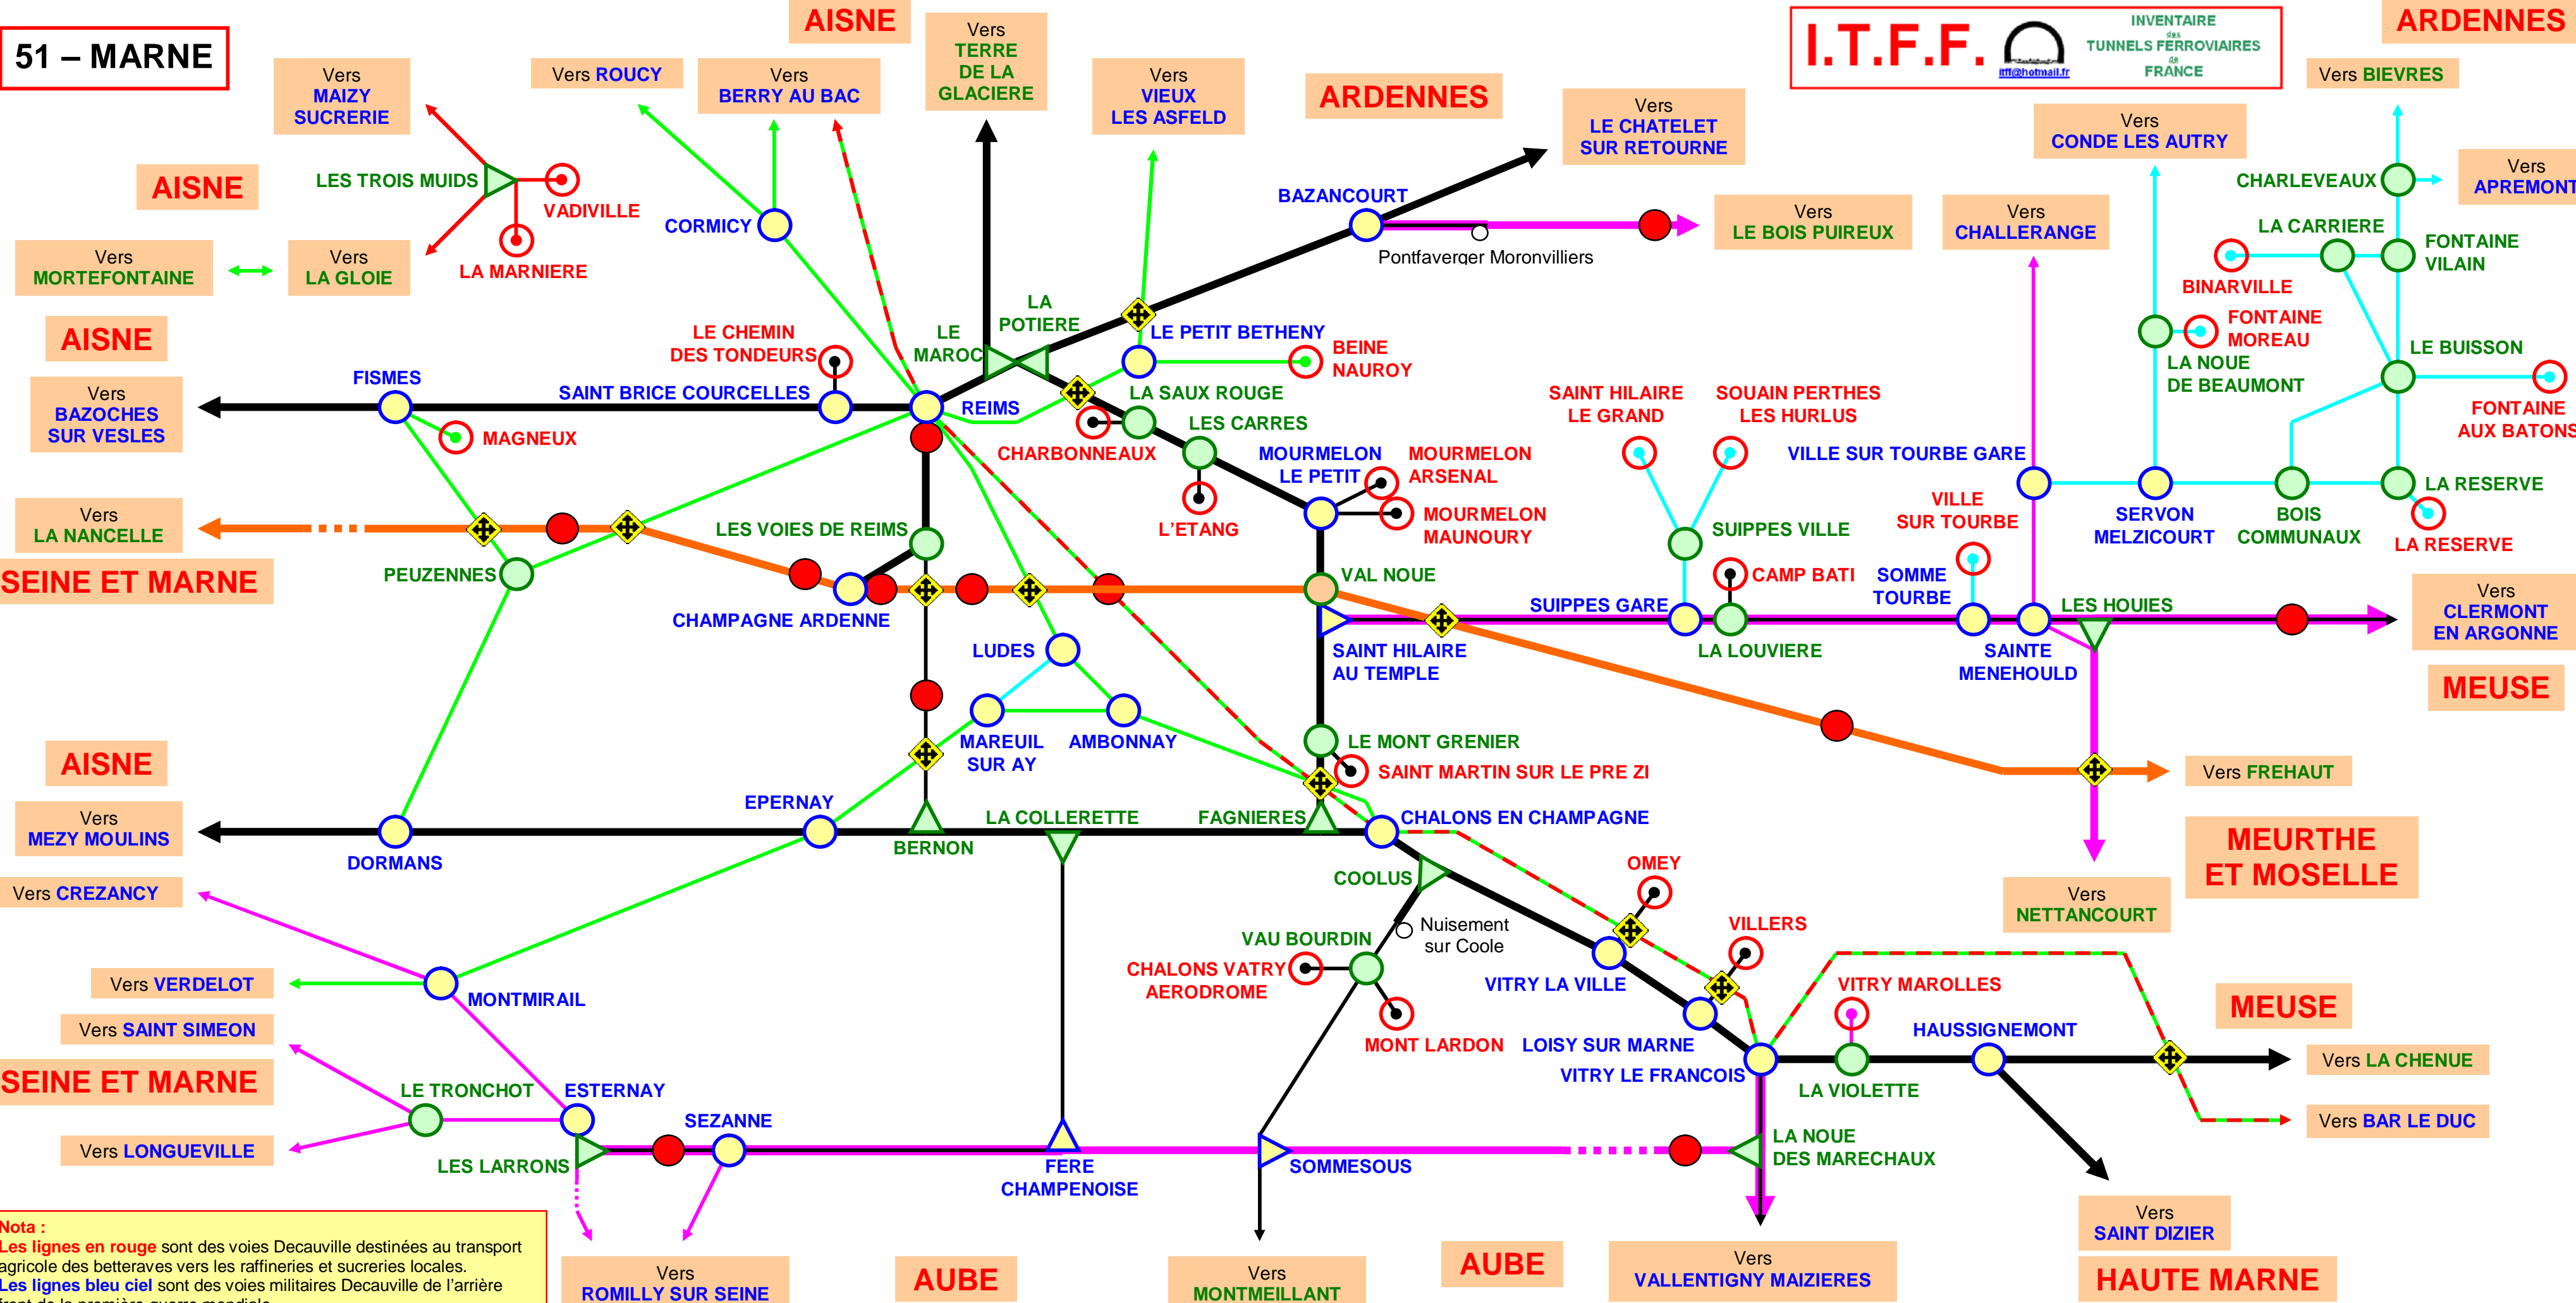 51 – MARNE
AISNE
Vers
TERRE
DE LA
GLACIERE
I.T.F.F.
itff@hotmail.fr
INVENTAIRE
des
TUNNELS FERROVIAIRES
de
FRANCE
ARDENNES
Vers
MAIZY
SUCRERIE
Vers ROUCY
Vers
BERRY AU BAC
Vers
VIEUX
LES ASFELD
ARDENNES
Vers
LE CHATELET
SUR RETOURNE
Vers
CONDE LES AUTRY
Vers BIEVRES
AISNE
LES TROIS MUIDS
VADIVILLE
LA MARNIERE
CORMICY
BAZANCOURT
Pontfaverger Moronvilliers
Vers
LE BOIS PUIREUX
Vers
CHALLERANGE
CHARLEVEAUX
Vers
APREMONT
LA CARRIERE
FONTAINE
VILAIN
BINARVILLE
Vers
MORTEFONTAINE
Vers
LA GLOIE
AISNE
LE CHEMIN
DES TONDEURS
LE
MAROC
LA
POTIERE
LE PETIT BETHENY
BEINE
NAUROY
FONTAINE
MOREAU
LA NOUE
DE BEAUMONT
LE BUISSON
FONTAINE
AUX BATONS
Vers
BAZOCHES
SUR VESLES
FISMES
MAGNEUX
SAINT BRICE COURCELLES
REIMS
LA SAUX ROUGE
CHARBONNEAUX
LES CARRES
L'ETANG
MOURMELON
LE PETIT
MOURMELON
ARSENAL
MOURMELON
MAUNOURY
SAINT HILAIRE
LE GRAND
SOUAIN PERTHES
LES HURLUS
SUIPPES VILLE
VILLE SUR TOURBE GARE
VILLE
SUR TOURBE
SERVON
MELZICOURT
BOIS
COMMUNAUX
LA RESERVE
LA RESERVE
Vers
LA NANCELLE
SEINE ET MARNE
PEUZENNES
LES VOIES DE REIMS
CHAMPAGNE ARDENNE
VAL NOUE
SAINT HILAIRE
AU TEMPLE
SUIPPES GARE
CAMP BATI
LA LOUVIERE
SOMME
TOURBE
SAINTE
MENEHOULD
LES HOUIES
Vers
CLERMONT
EN ARGONNE
MEUSE
LUDES
MAREUIL
SUR AY
AMBONNAY
LE MONT GRENIER
SAINT MARTIN SUR LE PRE ZI
Vers FREHAUT
MEURTHE
ET MOSELLE
Vers
NETTANCOURT
AISNE
Vers
MEZY MOULINS
DORMANS
EPERNAY
BERNON
LA COLLERETTE
FAGNIERES
CHALONS EN CHAMPAGNE
COOLUS
Nuisement
sur Coole
OMEY
VILLERS
VAU BOURDIN
CHALONS VATRY
AERODROME
MONT LARDON
VITRY LA VILLE
LOISY SUR MARNE
VITRY LE FRANCOIS
VITRY MAROLLES
LA VIOLETTE
HAUSSIGNEMONT
MEUSE
Vers LA CHENUE
Vers BAR LE DUC
Vers CREZANCY
Vers VERDELOT
MONTMIRAIL
Vers SAINT SIMEON
SEINE ET MARNE
LE TRONCHOT
ESTERNAY
Vers LONGUEVILLE
LES LARRONS
SEZANNE
FERE
CHAMPENOISE
SOMMESOUS
LA NOUE
DES MARECHAUX
Vers
SAINT DIZIER
HAUTE MARNE
Nota :
Les lignes en rouge sont des voies Decauville destinées au transport
agricole des betteraves vers les raffineries et sucreries locales.
Les lignes bleu ciel sont des voies militaires Decauville de l'arrière
front de la première guerre mondiale
Vers
ROMILLY SUR SEINE
AUBE
Vers
MONTMEILLANT
AUBE
Vers
VALLENTIGNY MAIZIERES